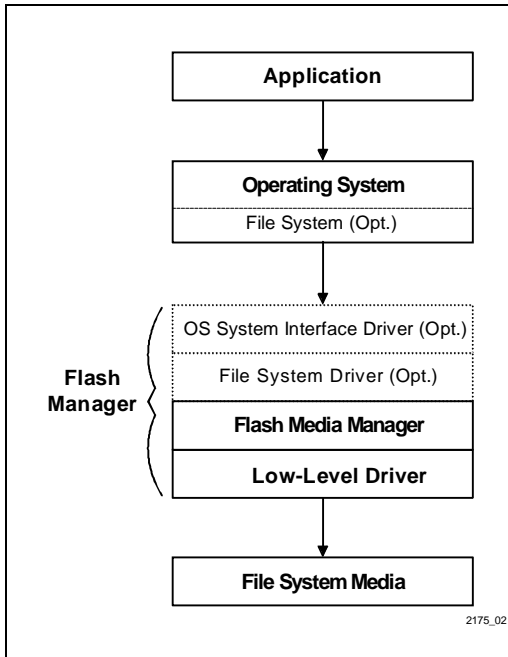 Application
Operating System
File System (Opt.)
OS System Interface Driver (Opt.)
File System Driver (Opt.)
Flash
Manager
Flash Media Manager
Low-Level Driver
File System Media
2175_02